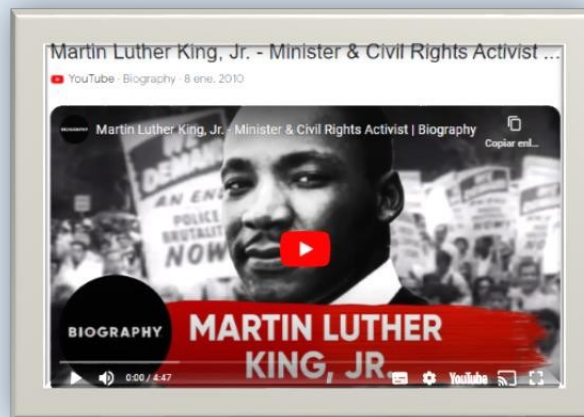 Martin Luther King, Jr. - Minister & Civil Rights Activist ...
YouTube · Biography · 8 ene. 2010
BIOGRAPHY
Martin Luther King, Jr. - Minister & Civil Rights Activist | Biography
Copiar enl...
DEMAND
AN END
POLICE
BRUTALITY
NOW
BIOGRAPHY
MARTIN LUTHER
KING, JR.
0:00 / 4:47
YouTube